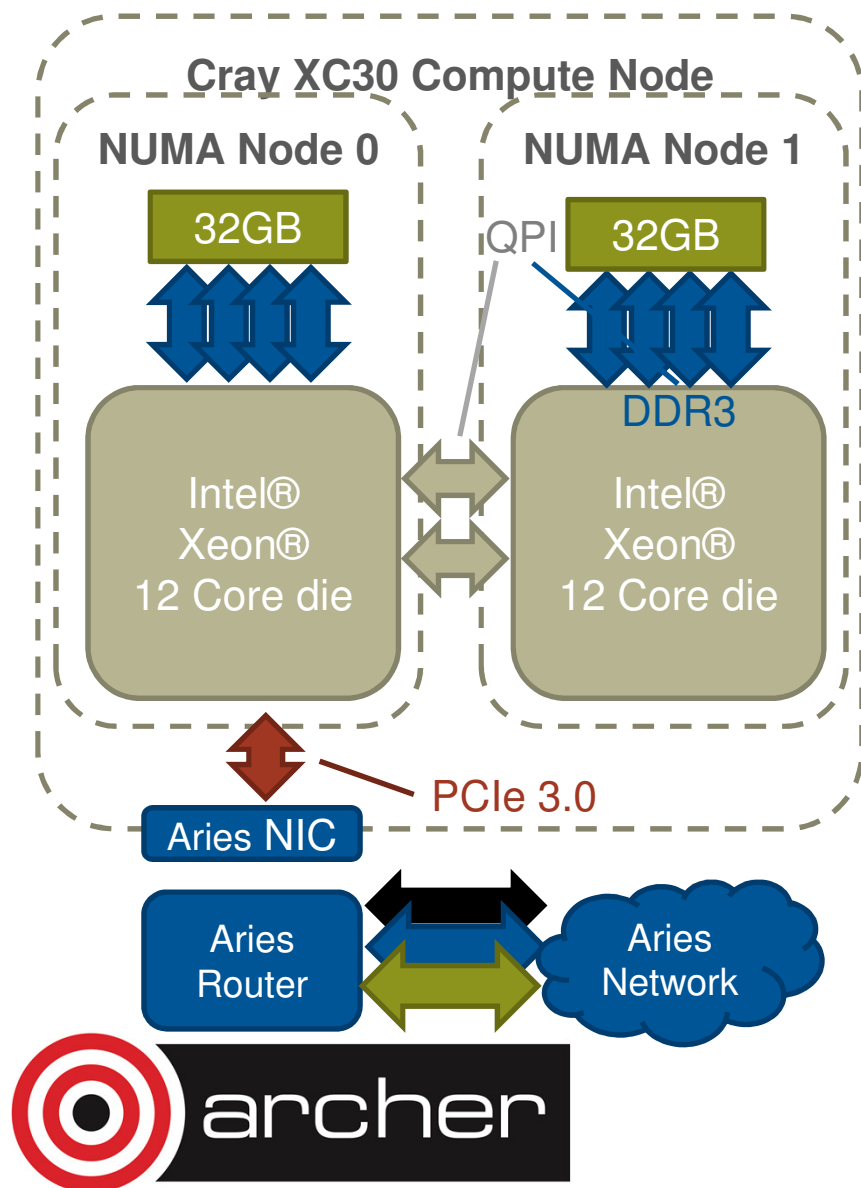 Cray XC30 Compute Node
NUMA Node 0
NUMA Node 1
32GB
QPI
32GB
DDR3
Intel®
Xeon®
12 Core die
Intel®
Xeon®
12 Core die
PCIe 3.0
Aries NIC
Aries
Router
Aries
Network
archer